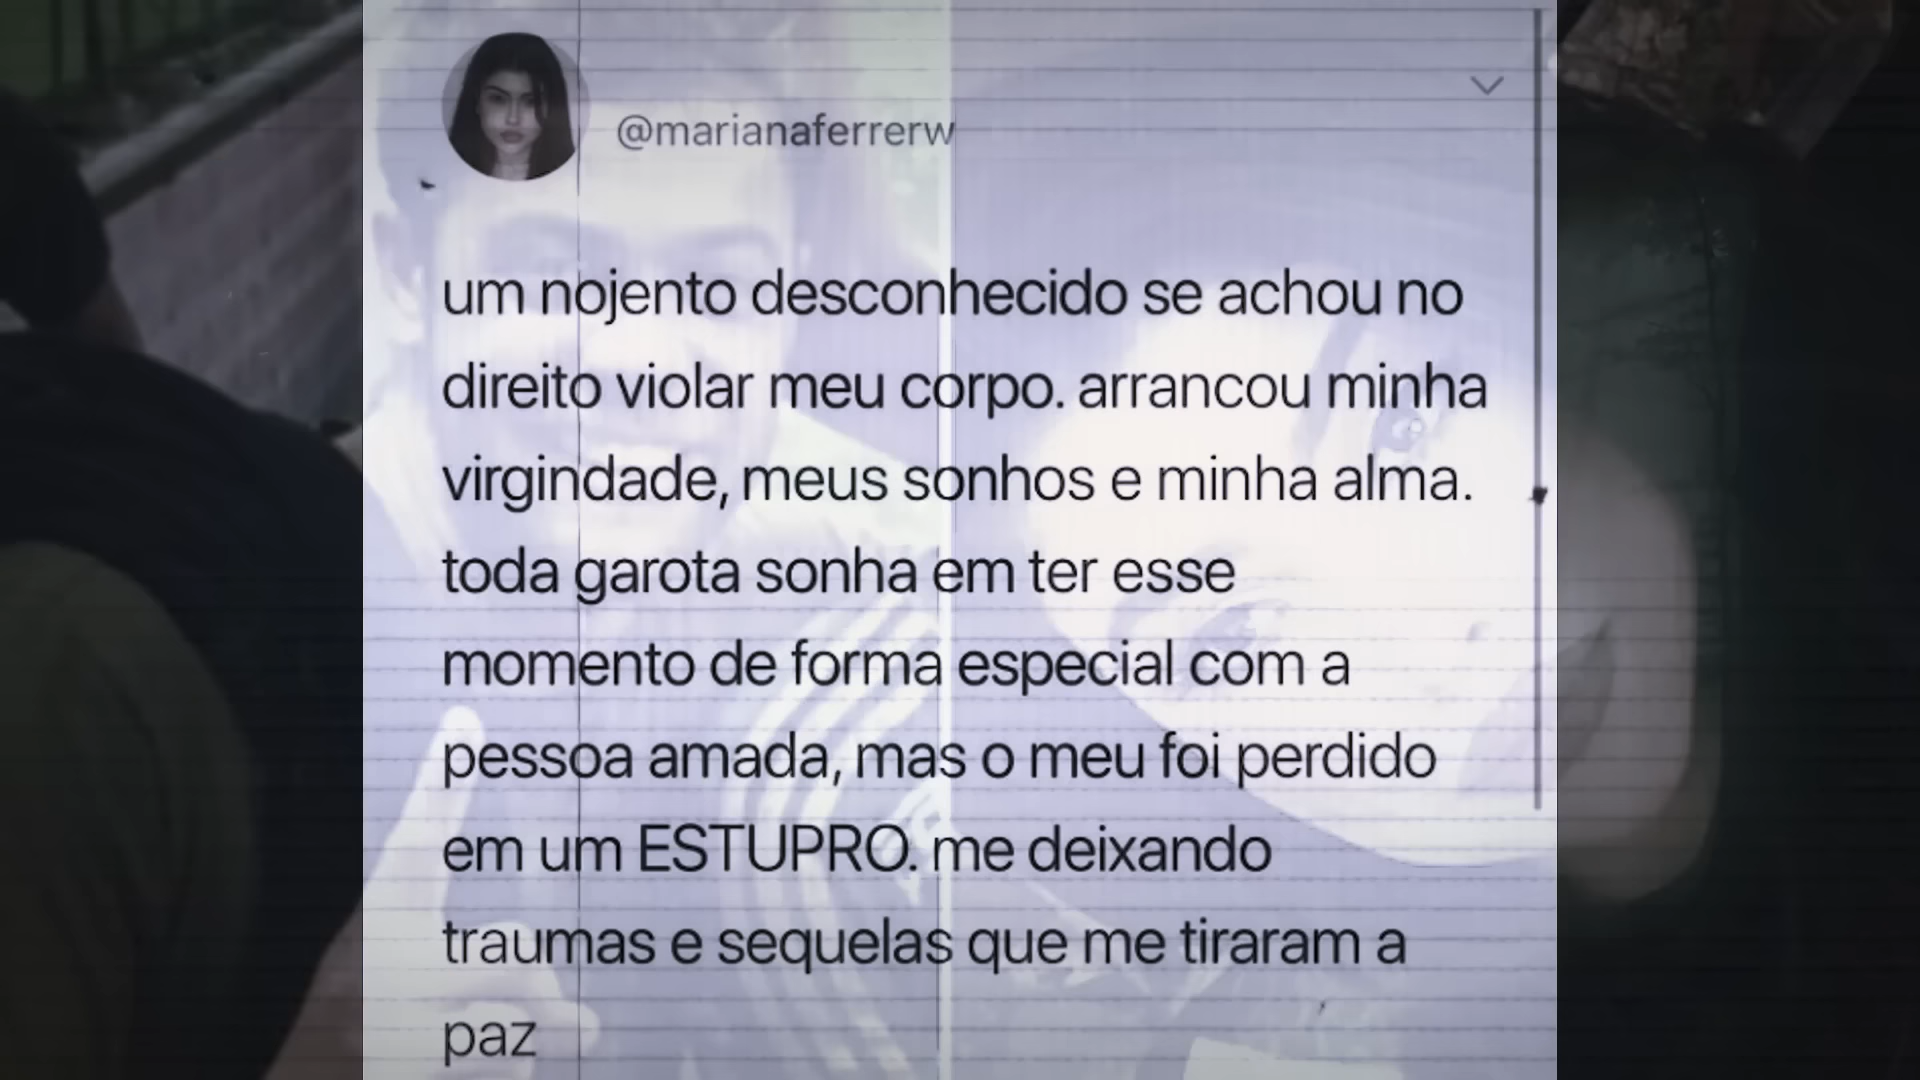 @marianaferrerw
um nojento desconhecido se achou no
direito violar meu corpo. arrancou minha
virgindade, meus sonhos e minha alma.
toda garota sonha em ter esse
momento de forma especial com a
pessoa amada, mas o meu foi perdido
em um ESTUPRO. me deixando
traumas e sequelas que me tiraram a
paz